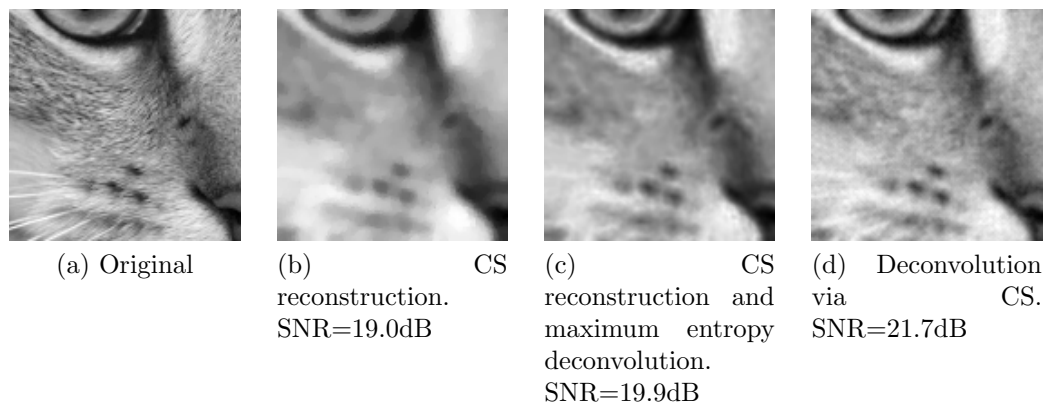 (a) Original
(b) CS
reconstruction.
SNR=19.0dB
(c) CS
reconstruction and
maximum entropy
deconvolution.
SNR=19.9dB
(d) Deconvolution
via CS.
SNR=21.7dB